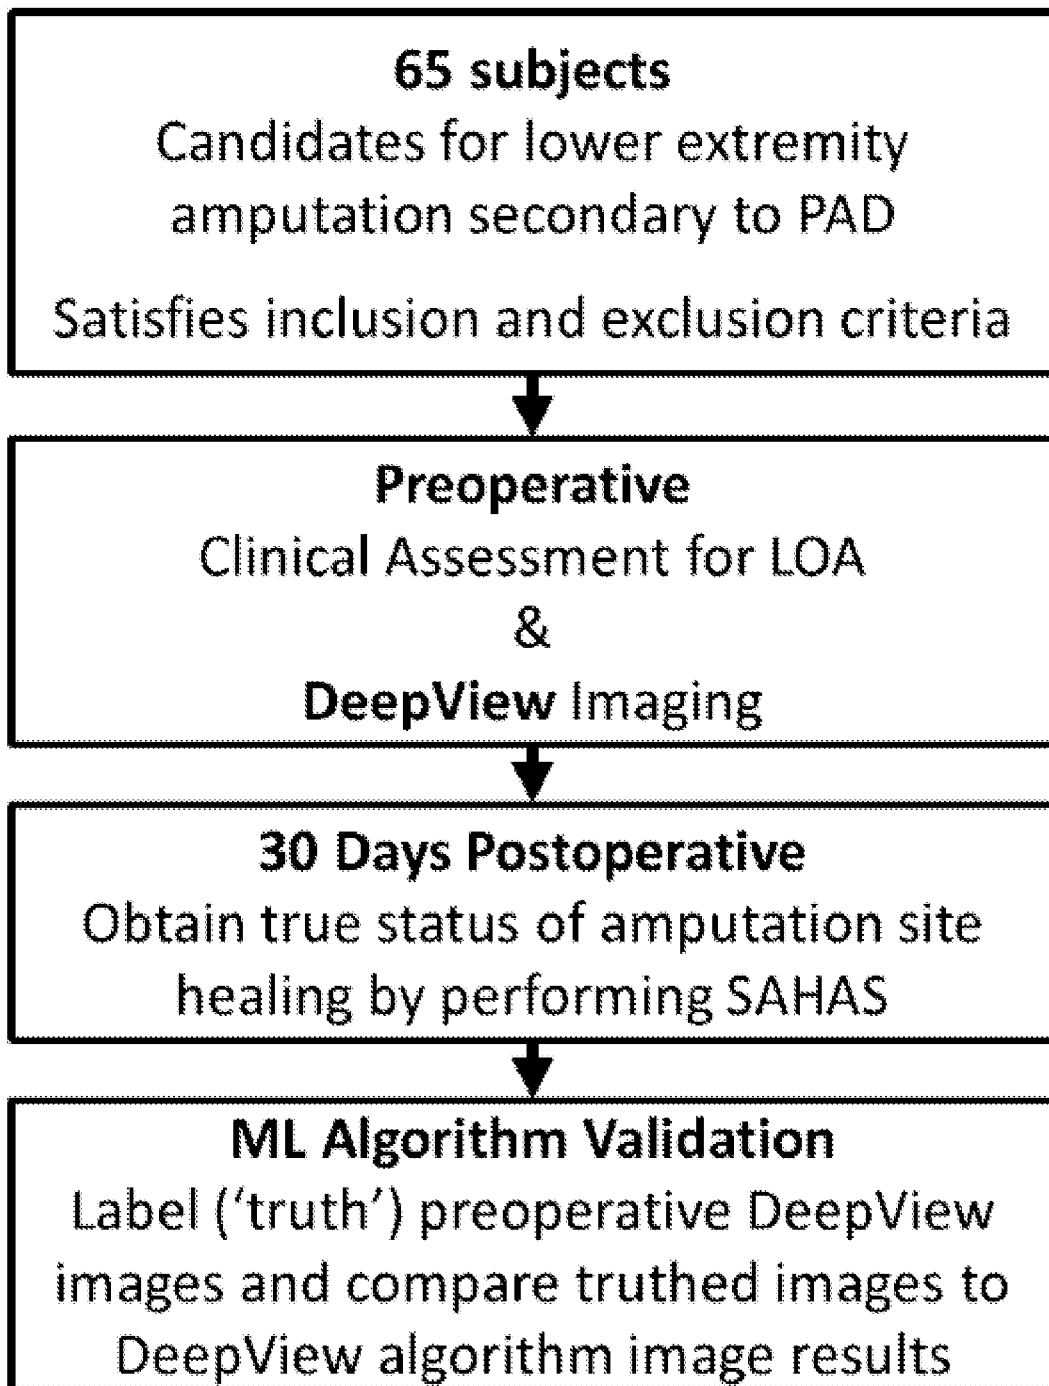 65 subjects
Candidates for lower extremity
amputation secondary to PAD
Satisfies inclusion and exclusion criteria
Preoperative
Clinical Assessment for LOA
&
DeepView Imaging
30 Days Postoperative
Obtain true status of amputation site
healing by performing SAHAS
ML Algorithm Validation
Label (‘truth’) preoperative DeepView
images and compare truthed images to
DeepView algorithm image results